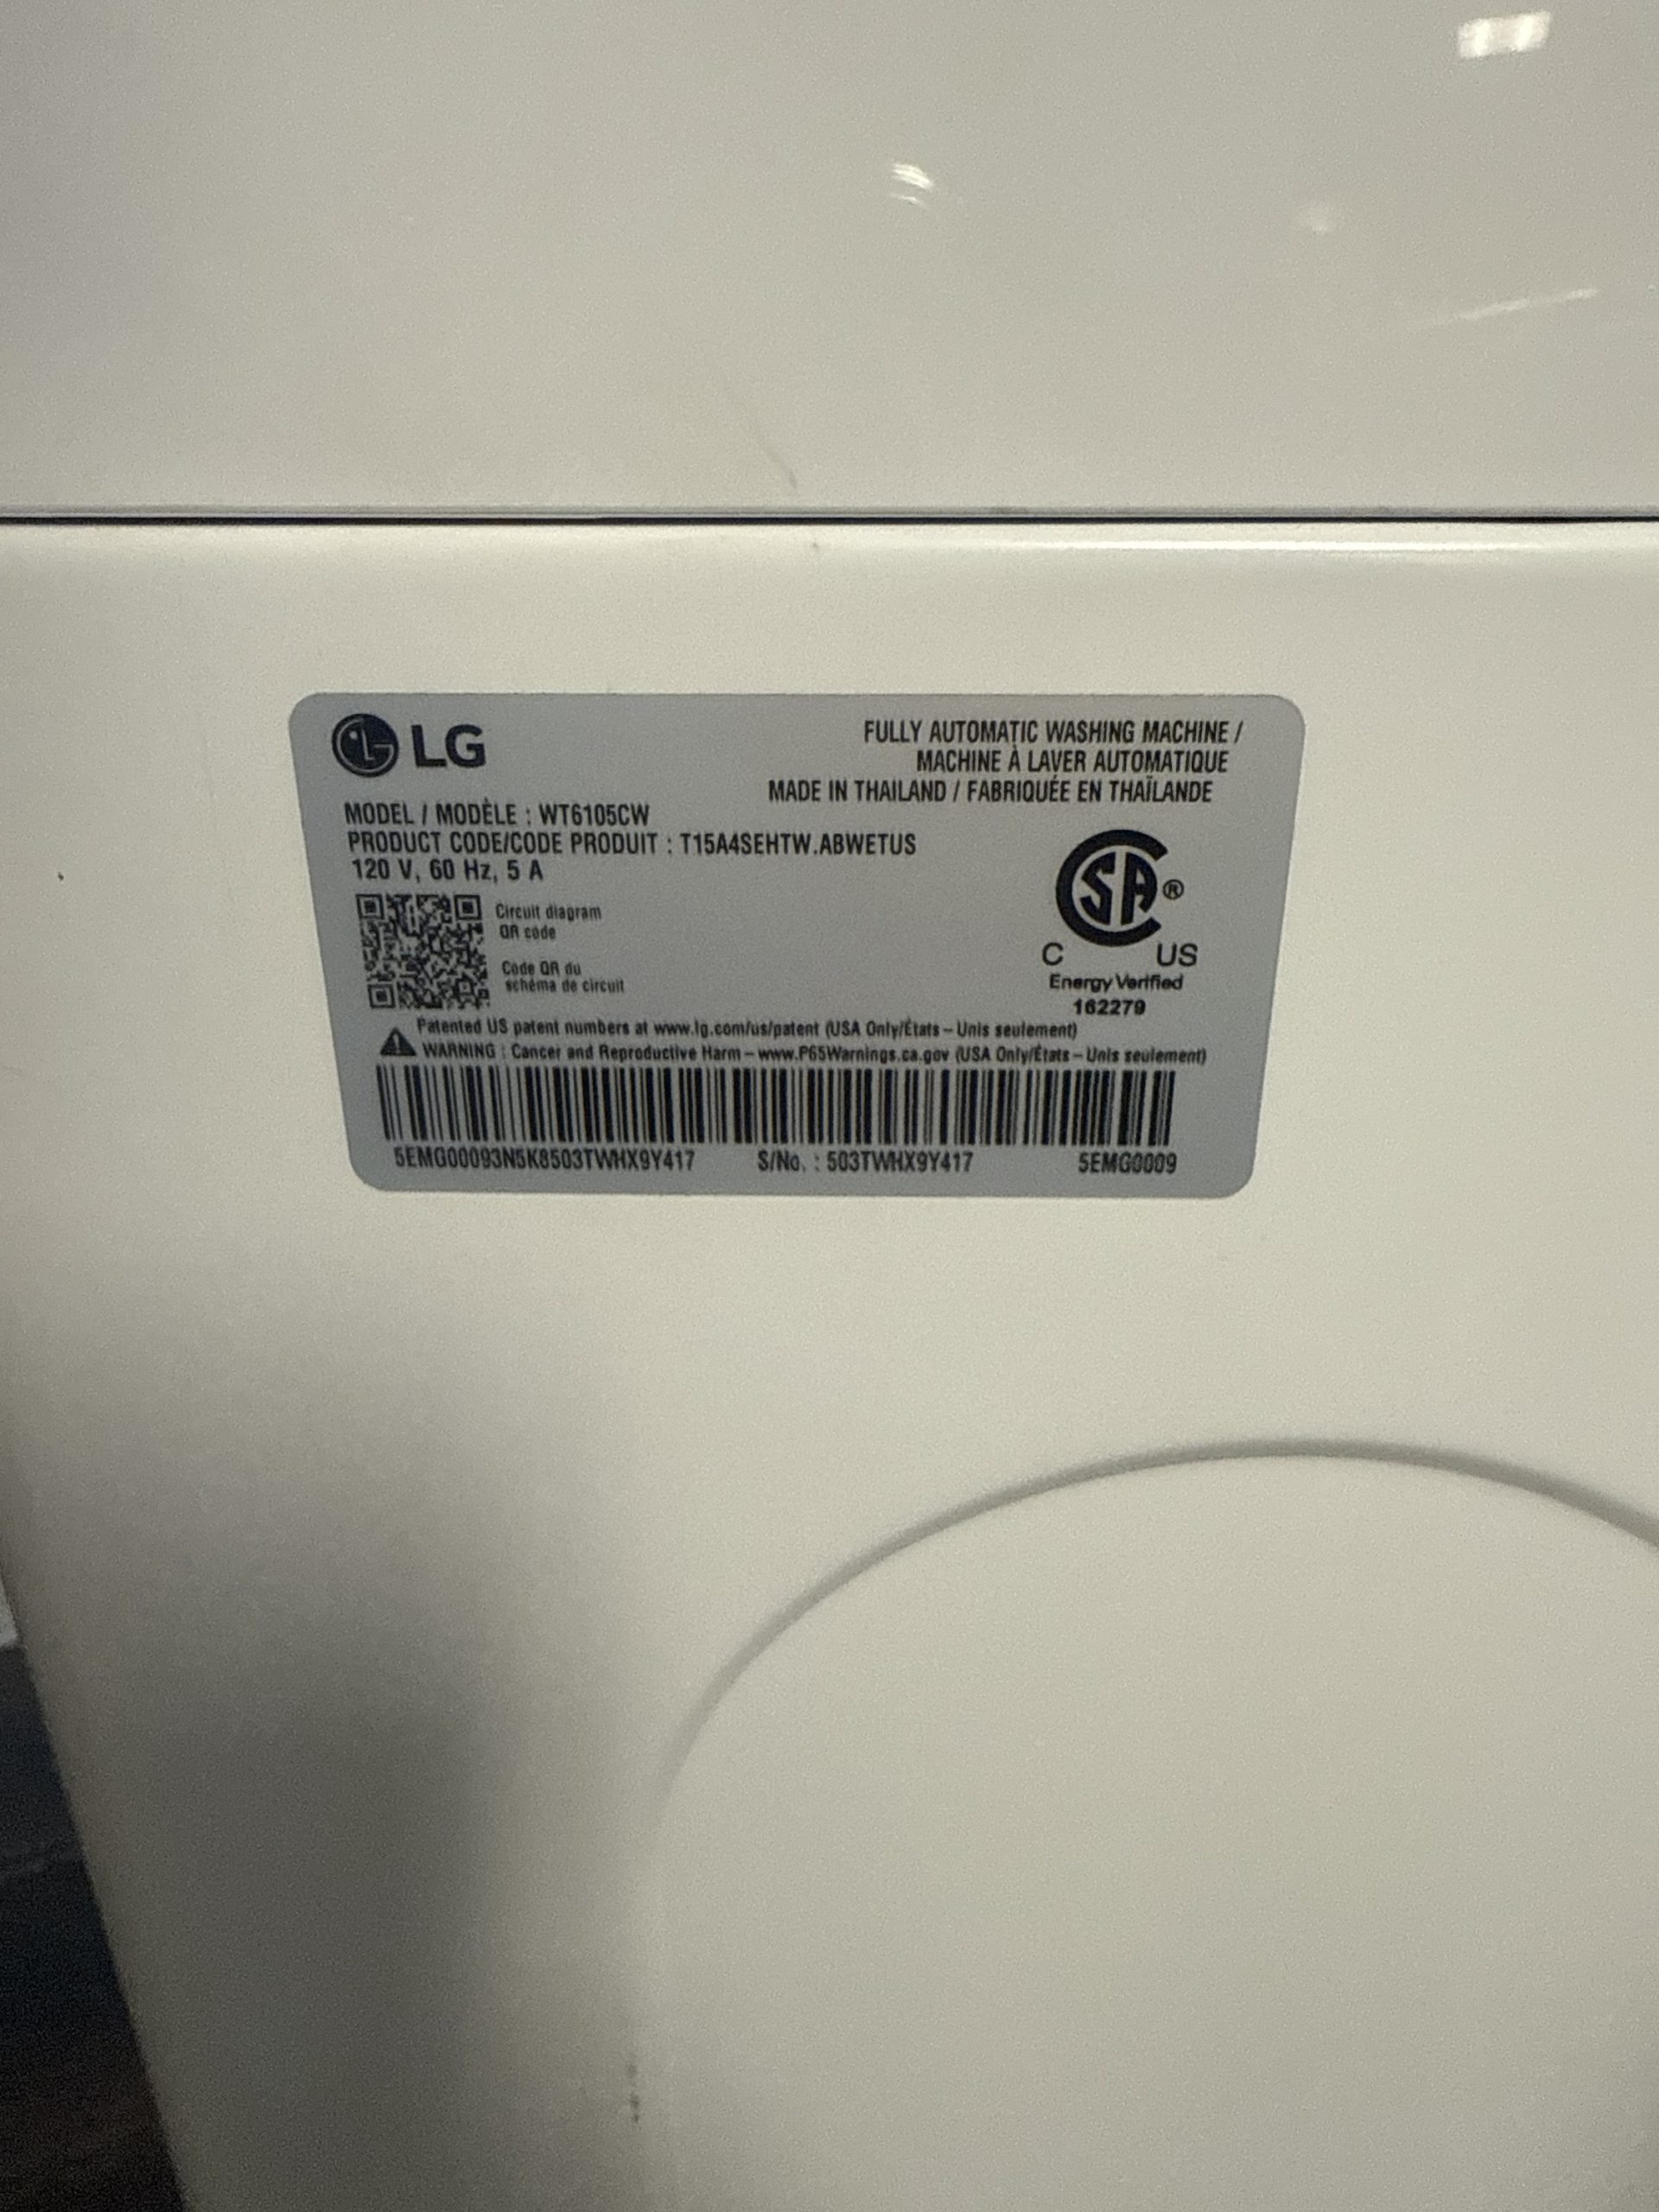 LG
FULLY AUTOMATIC WASHING MACHINE /
MACHINE À LAVER AUTOMATIQUE
MADE IN THAILAND / FABRIQUÉE EN THAÏLANDE
MODEL / MODÈLE : WT6105CW
PRODUCT CODE/CODE PRODUIT : T15A4SEHTW.ABWETUS
120 V, 60 Hz, 5 A
Circuit diagram
QR code
Code QR du
schéma de circuit
SA ®
C US
Energy Verified
162279
Patented US patent numbers at www.lg.com/us/patent (USA Only/États – Unis seulement)
WARNING : Cancer and Reproductive Harm – www.P65Warnings.ca.gov (USA Only/États – Unis seulement)
5EMG00093N5K8503TWHX9Y417 S/No. : 503TWHX9Y417 5EMG0009